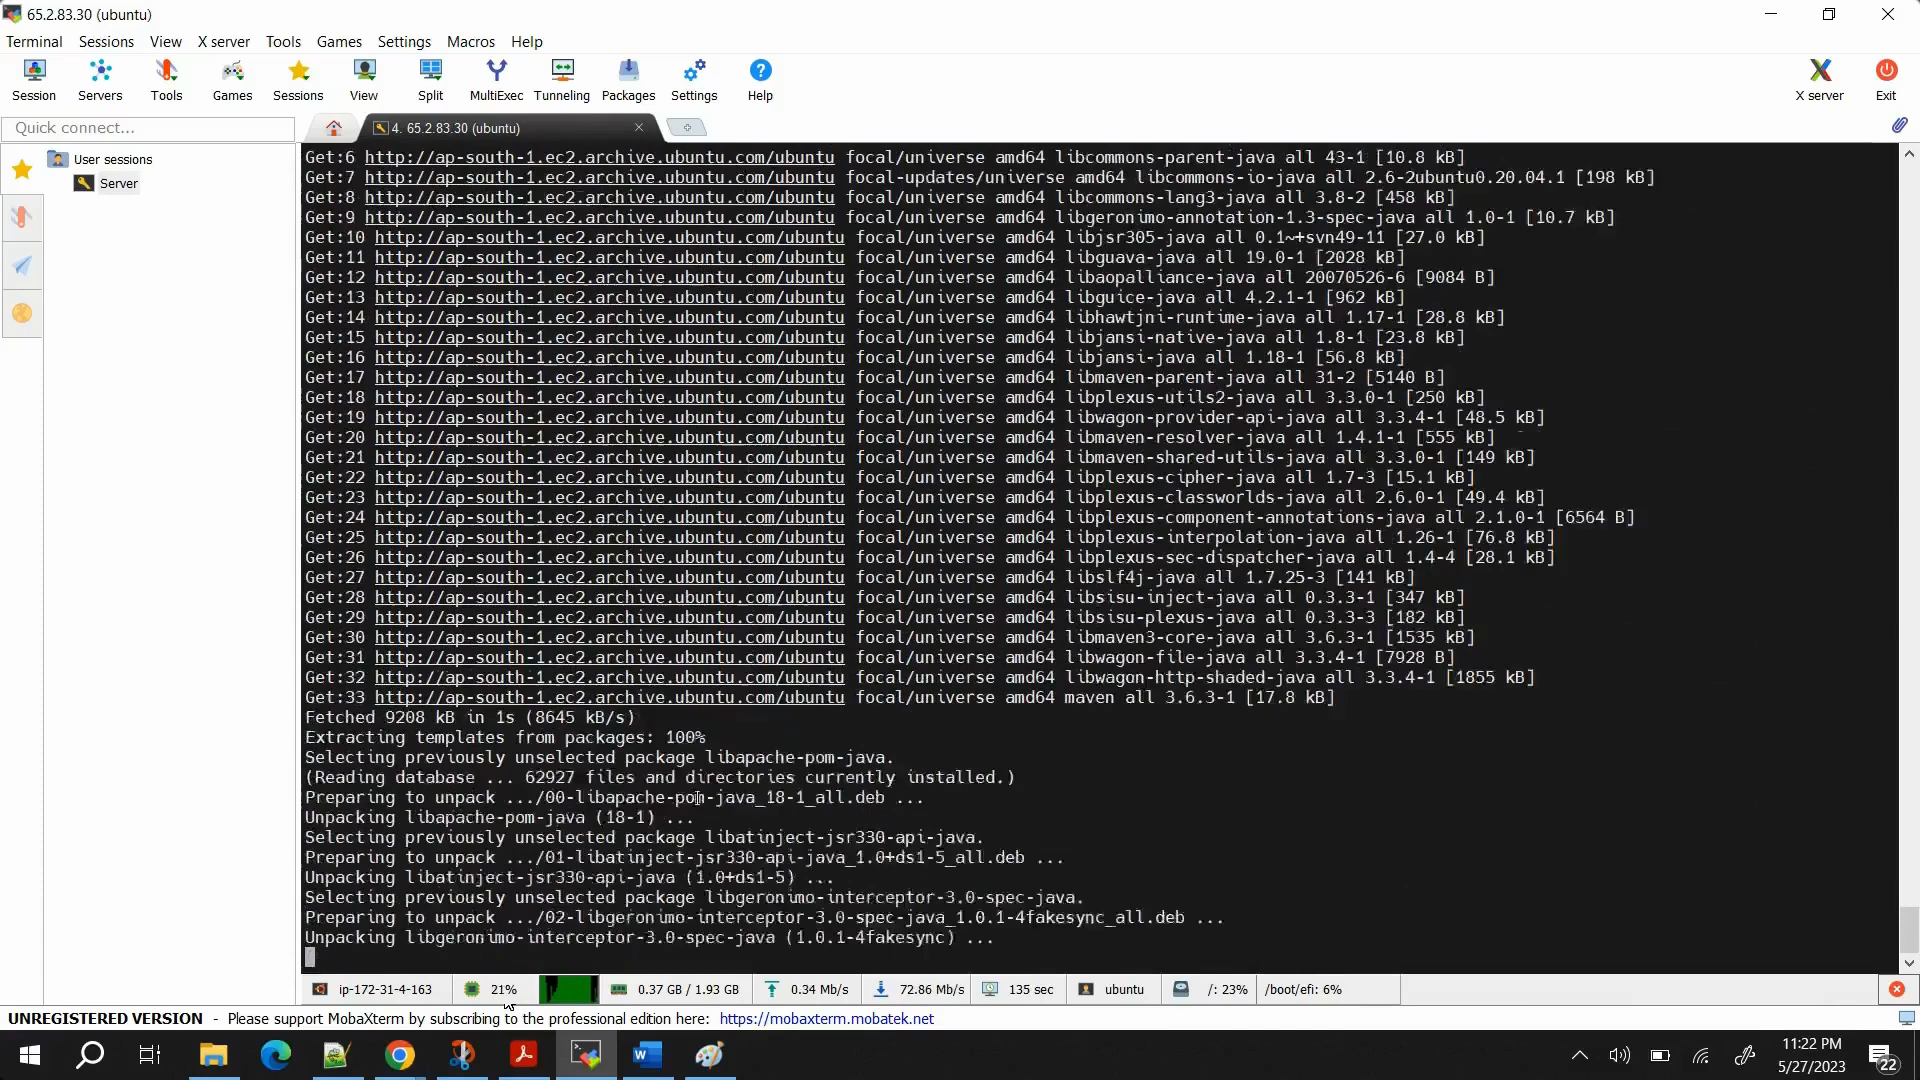 65.2.83.30 (ubuntu)
Terminal Sessions View X server Tools Games Settings Macros Help
Session Servers Tools Games Sessions View Split MultiExec Tunneling Packages Settings Help X server Exit
Quick connect...
4. 65.2.83.30 (ubuntu)
User sessions
Server
Get:6 http://ap-south-1.ec2.archive.ubuntu.com/ubuntu focal/universe amd64 libcommons-parent-java all 43-1 [10.8 kB]
Get:7 http://ap-south-1.ec2.archive.ubuntu.com/ubuntu focal-updates/universe amd64 libcommons-io-java all 2.6-2ubuntu0.20.04.1 [198 kB]
Get:8 http://ap-south-1.ec2.archive.ubuntu.com/ubuntu focal/universe amd64 libcommons-lang3-java all 3.8-2 [458 kB]
Get:9 http://ap-south-1.ec2.archive.ubuntu.com/ubuntu focal/universe amd64 libgeronimo-annotation-1.3-spec-java all 1.0-1 [10.7 kB]
Get:10 http://ap-south-1.ec2.archive.ubuntu.com/ubuntu focal/universe amd64 libjsr305-java all 0.1~+svn49-11 [27.0 kB]
Get:11 http://ap-south-1.ec2.archive.ubuntu.com/ubuntu focal/universe amd64 libguava-java all 19.0-1 [2028 kB]
Get:12 http://ap-south-1.ec2.archive.ubuntu.com/ubuntu focal/universe amd64 libaopalliance-java all 20070526-6 [9084 B]
Get:13 http://ap-south-1.ec2.archive.ubuntu.com/ubuntu focal/universe amd64 libguice-java all 4.2.1-1 [962 kB]
Get:14 http://ap-south-1.ec2.archive.ubuntu.com/ubuntu focal/universe amd64 libhawtjni-runtime-java all 1.17-1 [28.8 kB]
Get:15 http://ap-south-1.ec2.archive.ubuntu.com/ubuntu focal/universe amd64 libjansi-native-java all 1.8-1 [23.8 kB]
Get:16 http://ap-south-1.ec2.archive.ubuntu.com/ubuntu focal/universe amd64 libjansi-java all 1.18-1 [56.8 kB]
Get:17 http://ap-south-1.ec2.archive.ubuntu.com/ubuntu focal/universe amd64 libmaven-parent-java all 31-2 [5140 B]
Get:18 http://ap-south-1.ec2.archive.ubuntu.com/ubuntu focal/universe amd64 libplexus-utils2-java all 3.3.0-1 [250 kB]
Get:19 http://ap-south-1.ec2.archive.ubuntu.com/ubuntu focal/universe amd64 libwagon-provider-api-java all 3.3.4-1 [48.5 kB]
Get:20 http://ap-south-1.ec2.archive.ubuntu.com/ubuntu focal/universe amd64 libmaven-resolver-java all 1.4.1-1 [555 kB]
Get:21 http://ap-south-1.ec2.archive.ubuntu.com/ubuntu focal/universe amd64 libmaven-shared-utils-java all 3.3.0-1 [149 kB]
Get:22 http://ap-south-1.ec2.archive.ubuntu.com/ubuntu focal/universe amd64 libplexus-cipher-java all 1.7-3 [15.1 kB]
Get:23 http://ap-south-1.ec2.archive.ubuntu.com/ubuntu focal/universe amd64 libplexus-classworlds-java all 2.6.0-1 [49.4 kB]
Get:24 http://ap-south-1.ec2.archive.ubuntu.com/ubuntu focal/universe amd64 libplexus-component-annotations-java all 2.1.0-1 [6564 B]
Get:25 http://ap-south-1.ec2.archive.ubuntu.com/ubuntu focal/universe amd64 libplexus-interpolation-java all 1.26-1 [76.8 kB]
Get:26 http://ap-south-1.ec2.archive.ubuntu.com/ubuntu focal/universe amd64 libplexus-sec-dispatcher-java all 1.4-4 [28.1 kB]
Get:27 http://ap-south-1.ec2.archive.ubuntu.com/ubuntu focal/universe amd64 libslf4j-java all 1.7.25-3 [141 kB]
Get:28 http://ap-south-1.ec2.archive.ubuntu.com/ubuntu focal/universe amd64 libsisu-inject-java all 0.3.3-1 [347 kB]
Get:29 http://ap-south-1.ec2.archive.ubuntu.com/ubuntu focal/universe amd64 libsisu-plexus-java all 0.3.3-3 [182 kB]
Get:30 http://ap-south-1.ec2.archive.ubuntu.com/ubuntu focal/universe amd64 libmaven3-core-java all 3.6.3-1 [1535 kB]
Get:31 http://ap-south-1.ec2.archive.ubuntu.com/ubuntu focal/universe amd64 libwagon-file-java all 3.3.4-1 [7928 B]
Get:32 http://ap-south-1.ec2.archive.ubuntu.com/ubuntu focal/universe amd64 libwagon-http-shaded-java all 3.3.4-1 [1855 kB]
Get:33 http://ap-south-1.ec2.archive.ubuntu.com/ubuntu focal/universe amd64 maven all 3.6.3-1 [17.8 kB]
Fetched 9208 kB in 1s (8645 kB/s)
Extracting templates from packages: 100%
Selecting previously unselected package libapache-pom-java.
(Reading database ... 62927 files and directories currently installed.)
Preparing to unpack .../00-libapache-pom-java_18-1_all.deb ...
Unpacking libapache-pom-java (18-1) ...
Selecting previously unselected package libatinject-jsr330-api-java.
Preparing to unpack .../01-libatinject-jsr330-api-java_1.0+ds1-5_all.deb ...
Unpacking libatinject-jsr330-api-java (1.0+ds1-5) ...
Selecting previously unselected package libgeronimo-interceptor-3.0-spec-java.
Preparing to unpack .../02-libgeronimo-interceptor-3.0-spec-java_1.0.1-4fakesync_all.deb ...
Unpacking libgeronimo-interceptor-3.0-spec-java (1.0.1-4fakesync) ...
ip-172-31-4-163 21% 0.37 GB / 1.93 GB 0.34 Mb/s 72.86 Mb/s 135 sec ubuntu /: 23% /boot/efi: 6%
UNREGISTERED VERSION - Please support MobaXterm by subscribing to the professional edition here: https://mobaxterm.mobatek.net
11:22 PM
5/27/2023
22